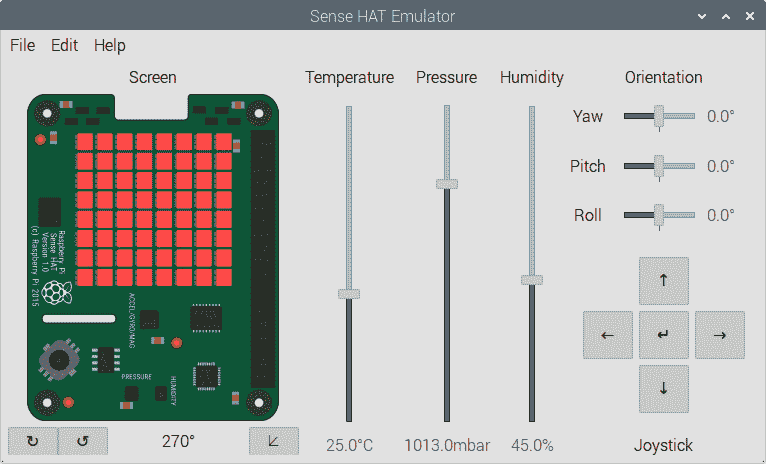 Sense HAT Emulator
File Edit Help
Screen Temperature Pressure Humidity Orientation
Yaw 0.0°
Pitch 0.0°
Roll 0.0°
Raspberry Pi
Sense HAT
Version 1.0
(c) Raspberry Pi 2015
ACCEL/GYRO/MAG
PRESSURE
HUMIDITY
↑
← ↵ →
↓
↻ ↺ 270° 25.0°C 1013.0mbar 45.0% Joystick